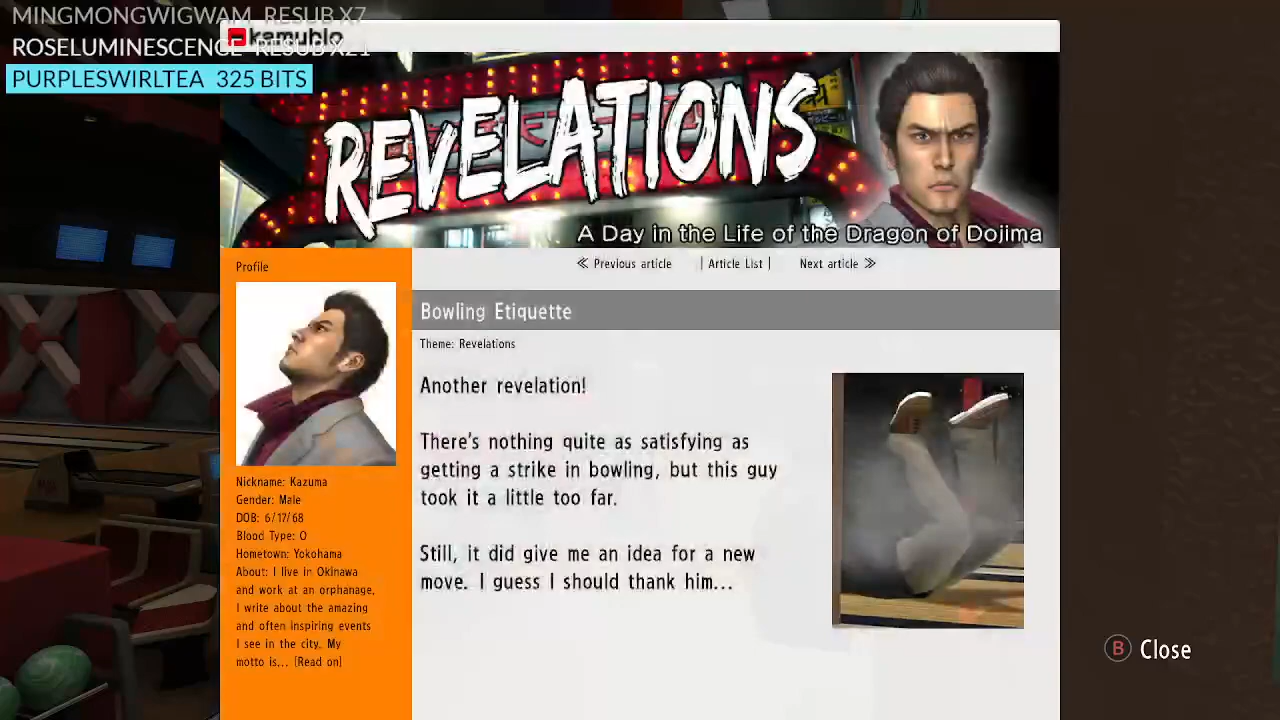 MINGMONGWIGWAM RESUB X7
ROSELUMINESCENCE RESUB X21
PURPLESWIRLTEA 325 BITS
kamublo
REVELATIONS
A Day in the Life of the Dragon of Dojima
Profile
≪ Previous article | Article List | Next article ≫
Bowling Etiquette
Theme: Revelations
Another revelation!
There's nothing quite as satisfying as
getting a strike in bowling, but this guy
took it a little too far.
Still, it did give me an idea for a new
move. I guess I should thank him...
Nickname: Kazuma
Gender: Male
DOB: 6/17/68
Blood Type: O
Hometown: Yokohama
About: I live in Okinawa
and work at an orphanage.
I write about the amazing
and often inspiring events
I see in the city. My
motto is... [Read on]
B Close